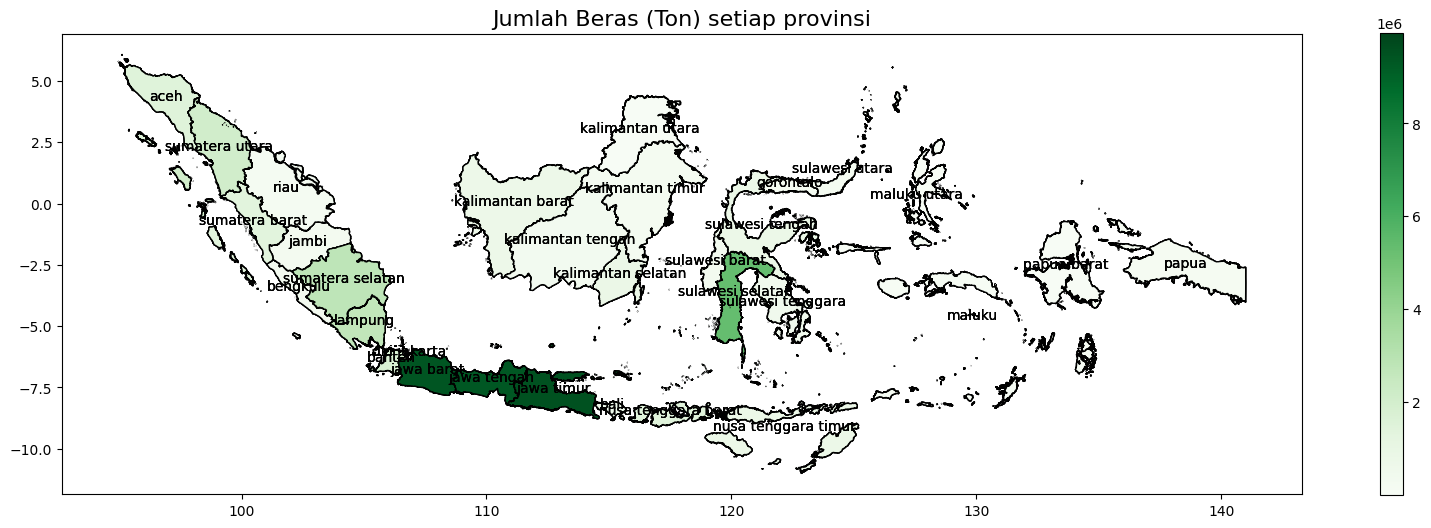 Jumlah Beras (Ton) setiap provinsi
1e6
5.0
2.5
0.0
−2.5
−5.0
−7.5
−10.0
aceh
sumatera utara
riau
sumatera barat
jambi
sumatera selatan
bengkulu
lampung
banten
jawa barat
jawa tengah
jawa timur
bali
nusa tenggara barat
nusa tenggara timur
kalimantan utara
kalimantan timur
kalimantan barat
kalimantan tengah
kalimantan selatan
sulawesi utara
gorontalo
sulawesi tengah
sulawesi barat
sulawesi selatan
sulawesi tenggara
maluku utara
maluku
papua barat
papua
100
110
120
130
140
8
6
4
2